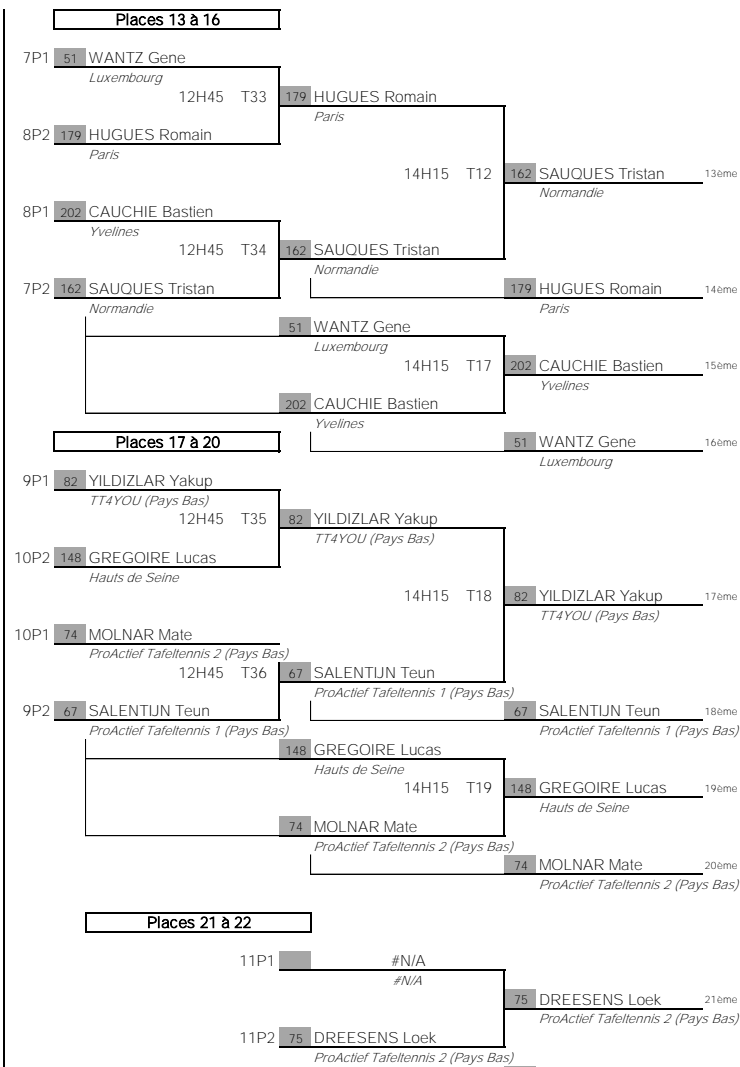 Places 13 à 16
7P1 51 WANTZ Gene
Luxembourg
12H45 T33 179 HUGUES Romain
Paris
8P2 179 HUGUES Romain
Paris
14H15 T12 162 SAUQUES Tristan 13ème
Normandie
8P1 202 CAUCHIE Bastien
Yvelines
12H45 T34 162 SAUQUES Tristan
Normandie
7P2 162 SAUQUES Tristan 179 HUGUES Romain 14ème
Normandie Paris
51 WANTZ Gene
Luxembourg
14H15 T17 202 CAUCHIE Bastien 15ème
Yvelines
202 CAUCHIE Bastien
Yvelines
Places 17 à 20 51 WANTZ Gene 16ème
Luxembourg
9P1 82 YILDIZLAR Yakup
TT4YOU (Pays Bas)
12H45 T35 82 YILDIZLAR Yakup
TT4YOU (Pays Bas)
10P2 148 GREGOIRE Lucas
Hauts de Seine
14H15 T18 82 YILDIZLAR Yakup 17ème
TT4YOU (Pays Bas)
10P1 74 MOLNAR Mate
ProActief Tafeltennis 2 (Pays Bas)
12H45 T36 67 SALENTIJN Teun
ProActief Tafeltennis 1 (Pays Bas)
9P2 67 SALENTIJN Teun 67 SALENTIJN Teun 18ème
ProActief Tafeltennis 1 (Pays Bas) ProActief Tafeltennis 1 (Pays Bas)
148 GREGOIRE Lucas
Hauts de Seine
14H15 T19 148 GREGOIRE Lucas 19ème
Hauts de Seine
74 MOLNAR Mate
ProActief Tafeltennis 2 (Pays Bas)
74 MOLNAR Mate 20ème
ProActief Tafeltennis 2 (Pays Bas)
Places 21 à 22
11P1 #N/A
#N/A
75 DREESENS Loek 21ème
ProActief Tafeltennis 2 (Pays Bas)
11P2 75 DREESENS Loek
ProActief Tafeltennis 2 (Pays Bas)